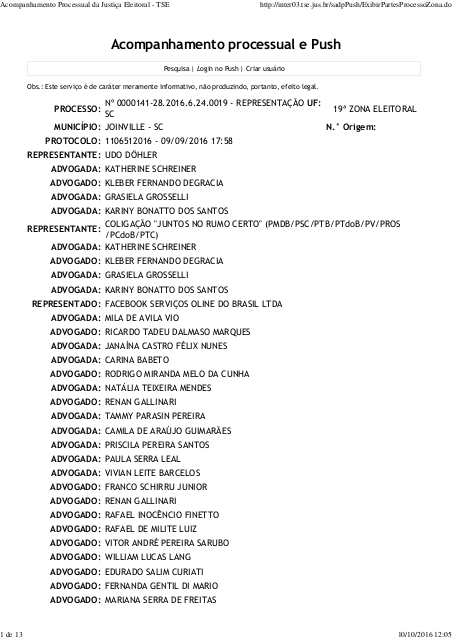 Acompanhamento Processual da Justiça Eleitoral - TSE http://inter03.tse.jus.br/sadpPush/ExibirPartesProcessoZona.do
Acompanhamento processual e Push
Pesquisa | Login no Push | Criar usuário
Obs.: Este serviço é de caráter meramente informativo, não produzindo, portanto, efeito legal.
PROCESSO: Nº 0000141-28.2016.6.24.0019 - REPRESENTAÇÃO UF: SC 19ª ZONA ELEITORAL
MUNICÍPIO: JOINVILLE - SC N.° Origem:
PROTOCOLO: 1106512016 - 09/09/2016 17:58
REPRESENTANTE: UDO DÖHLER
ADVOGADA: KATHERINE SCHREINER
ADVOGADO: KLEBER FERNANDO DEGRACIA
ADVOGADA: GRASIELA GROSSELLI
ADVOGADA: KARINY BONATTO DOS SANTOS
REPRESENTANTE: COLIGAÇÃO "JUNTOS NO RUMO CERTO" (PMDB/PSC/PTB/PTdoB/PV/PROS
/PCdoB/PTC)
ADVOGADA: KATHERINE SCHREINER
ADVOGADO: KLEBER FERNANDO DEGRACIA
ADVOGADA: GRASIELA GROSSELLI
ADVOGADA: KARINY BONATTO DOS SANTOS
REPRESENTADO: FACEBOOK SERVIÇOS OLINE DO BRASIL LTDA
ADVOGADA: MILA DE AVILA VIO
ADVOGADO: RICARDO TADEU DALMASO MARQUES
ADVOGADA: JANAÍNA CASTRO FÉLIX NUNES
ADVOGADA: CARINA BABETO
ADVOGADO: RODRIGO MIRANDA MELO DA CUNHA
ADVOGADA: NATÁLIA TEIXEIRA MENDES
ADVOGADO: RENAN GALLINARI
ADVOGADA: TAMMY PARASIN PEREIRA
ADVOGADA: CAMILA DE ARAÚJO GUIMARÃES
ADVOGADA: PRISCILA PEREIRA SANTOS
ADVOGADA: PAULA SERRA LEAL
ADVOGADA: VIVIAN LEITE BARCELOS
ADVOGADO: FRANCO SCHIRRU JUNIOR
ADVOGADO: RENAN GALLINARI
ADVOGADO: RAFAEL INOCÊNCIO FINETTO
ADVOGADO: RAFAEL DE MILITE LUIZ
ADVOGADO: VITOR ANDRÉ PEREIRA SARUBO
ADVOGADO: WILLIAM LUCAS LANG
ADVOGADO: EDURADO SALIM CURIATI
ADVOGADO: FERNANDA GENTIL DI MARIO
ADVOGADO: MARIANA SERRA DE FREITAS
1 de 13 10/10/2016 12:05